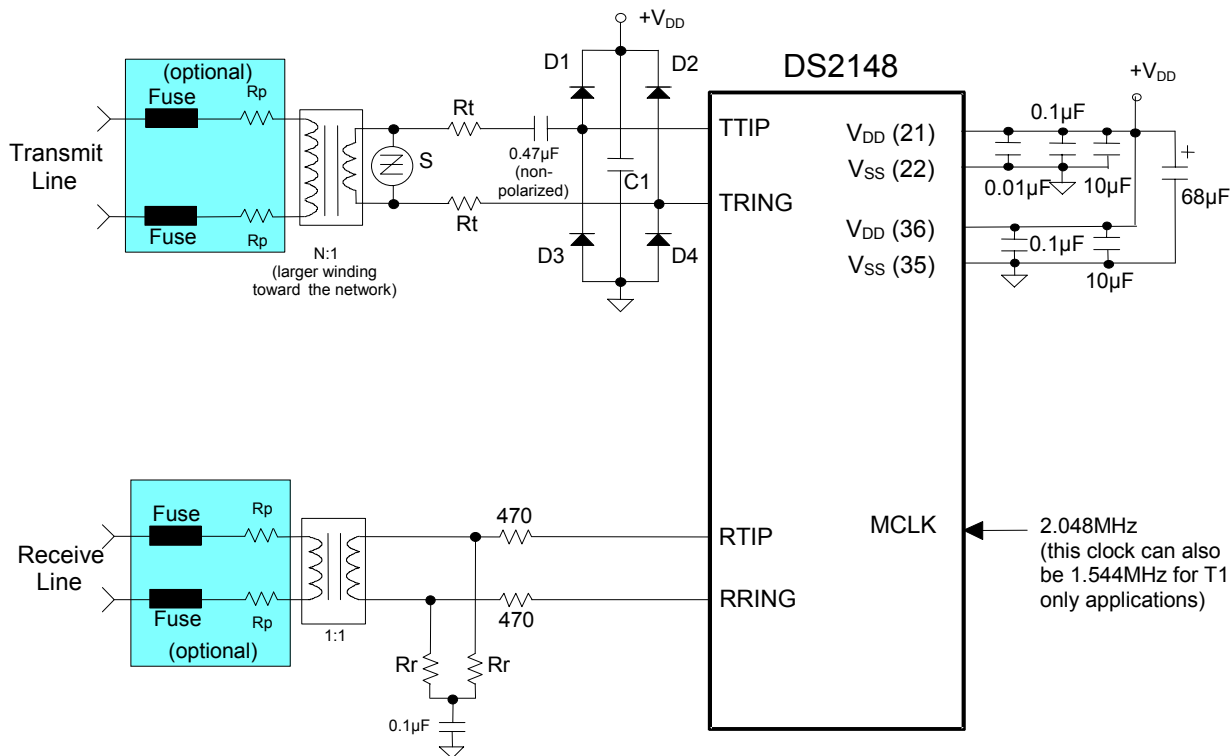 +VDD
(optional)
Fuse
Rp
D1
D2
DS2148
+VDD
Rt
TTIP
VDD (21)
0.1µF
Transmit
Line
S
0.47µF
(non-
polarized)
C1
VSS (22)
0.01µF
10µF
+
68µF
Fuse
Rp
Rt
TRING
VDD (36)
0.1µF
N:1
(larger winding
toward the network)
D3
D4
VSS (35)
10µF
Fuse
Rp
470
RTIP
MCLK
2.048MHz
(this clock can also
be 1.544MHz for T1
only applications)
Receive
Line
Fuse
Rp
(optional)
1:1
470
RRING
Rr
Rr
0.1µF